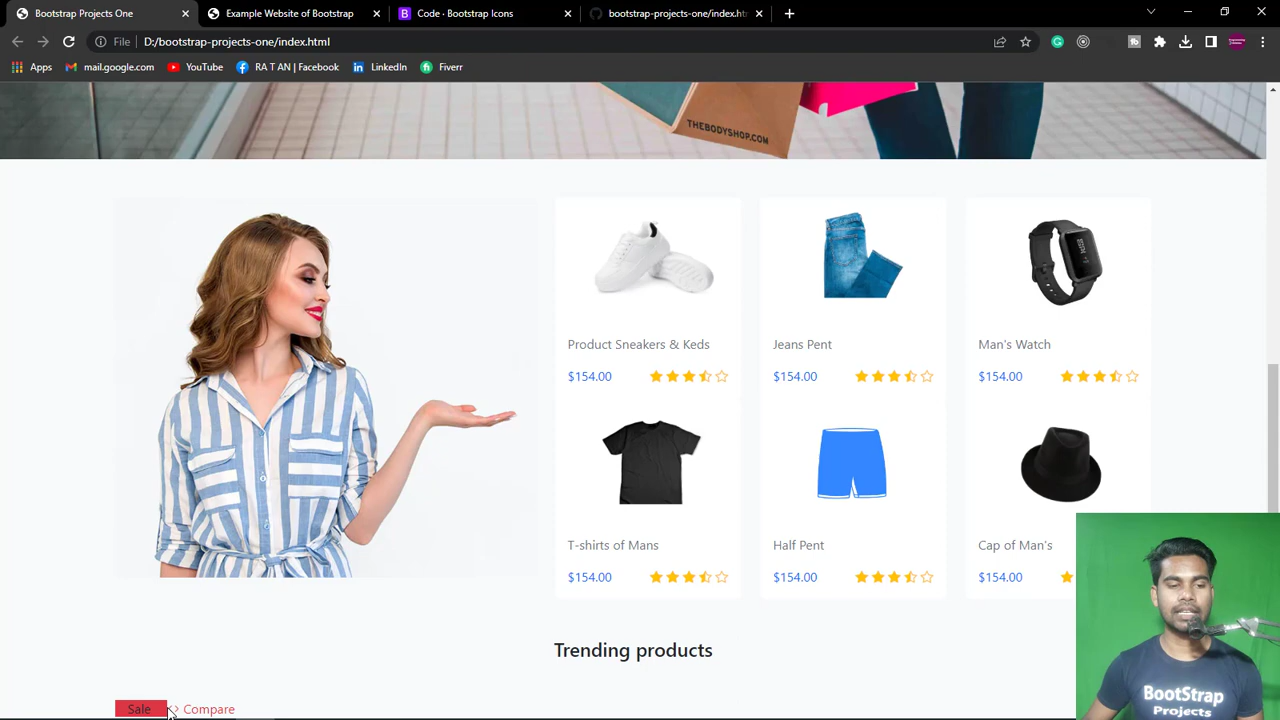 Bootstrap Projects One
Example Website of Bootstrap
Code · Bootstrap Icons
bootstrap-projects-one/index.htm
File
D:/bootstrap-projects-one/index.html
Apps
mail.google.com
YouTube
RA T AN | Facebook
LinkedIn
Fiverr
THEBODYSHOP.COM
Product Sneakers & Keds
Jeans Pent
Man's Watch
$154.00
$154.00
$154.00
T-shirts of Mans
Half Pent
Cap of Man's
$154.00
$154.00
$154.00
Trending products
Sale
Compare
BootStrap
Projects